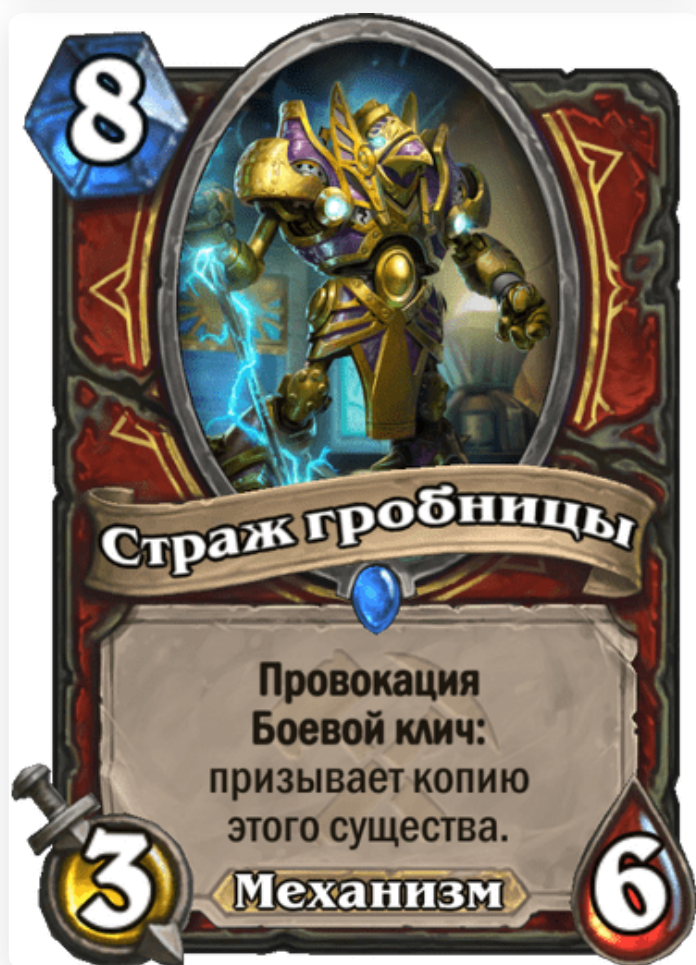 8
Страж гробницы
Провокация
Боевой клич:
призывает копию
этого существа.
3
Механизм
6